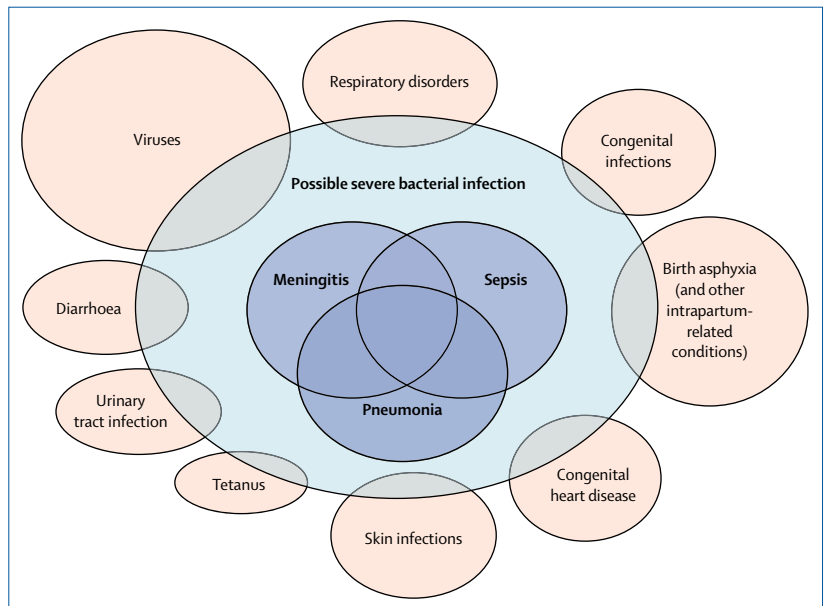 Respiratory disorders
Viruses
Congenital
infections
Possible severe bacterial infection
Meningitis
Sepsis
Birth asphyxia
(and other
intrapartum-
related
conditions)
Diarrhoea
Urinary
tract infection
Pneumonia
Tetanus
Congenital
heart disease
Skin infections